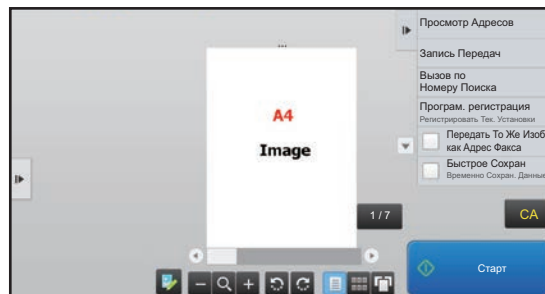 Просмотр Адресов
Запись Передач
Вызов по
Номеру Поиска
Програм. регистрация
Регистрировать Тек. Установки
Передать То Же Изоб
как Адрес Факса
Быстрое Сохран
Временно Сохран. Данные
A4
Image
1 / 7
CA
Старт